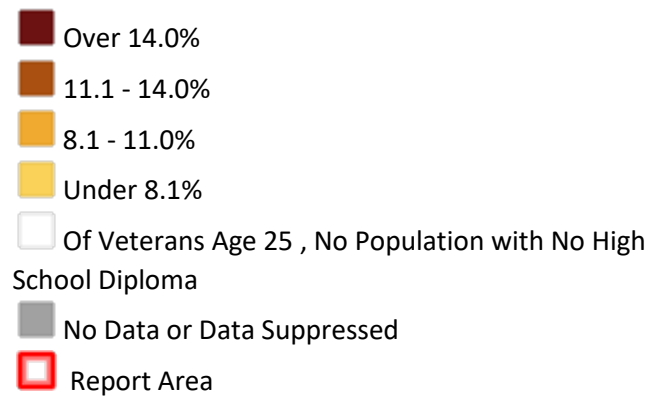 Over 14.0%
11.1 - 14.0%
8.1 - 11.0%
Under 8.1%
Of Veterans Age 25 , No Population with No High
School Diploma
No Data or Data Suppressed
Report Area